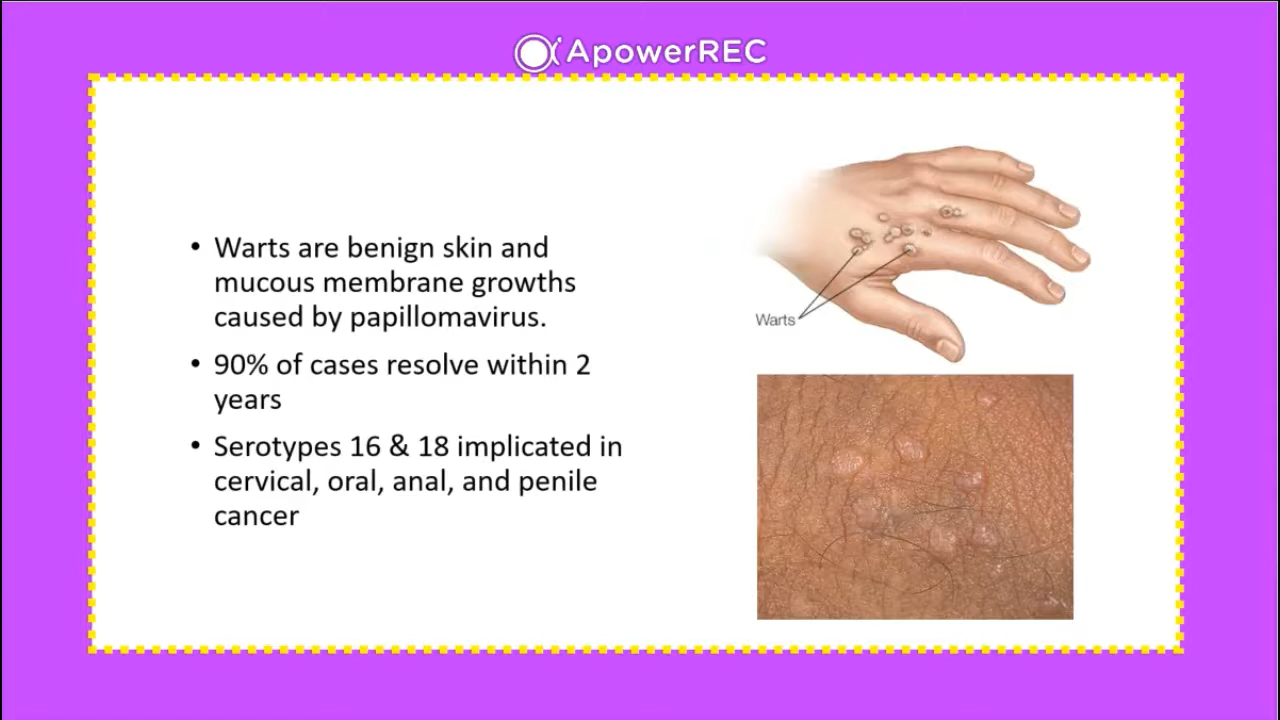 ApowerREC
• Warts are benign skin and
mucous membrane growths
caused by papillomavirus.
• 90% of cases resolve within 2
years
• Serotypes 16 & 18 implicated in
cervical, oral, anal, and penile
cancer
Warts